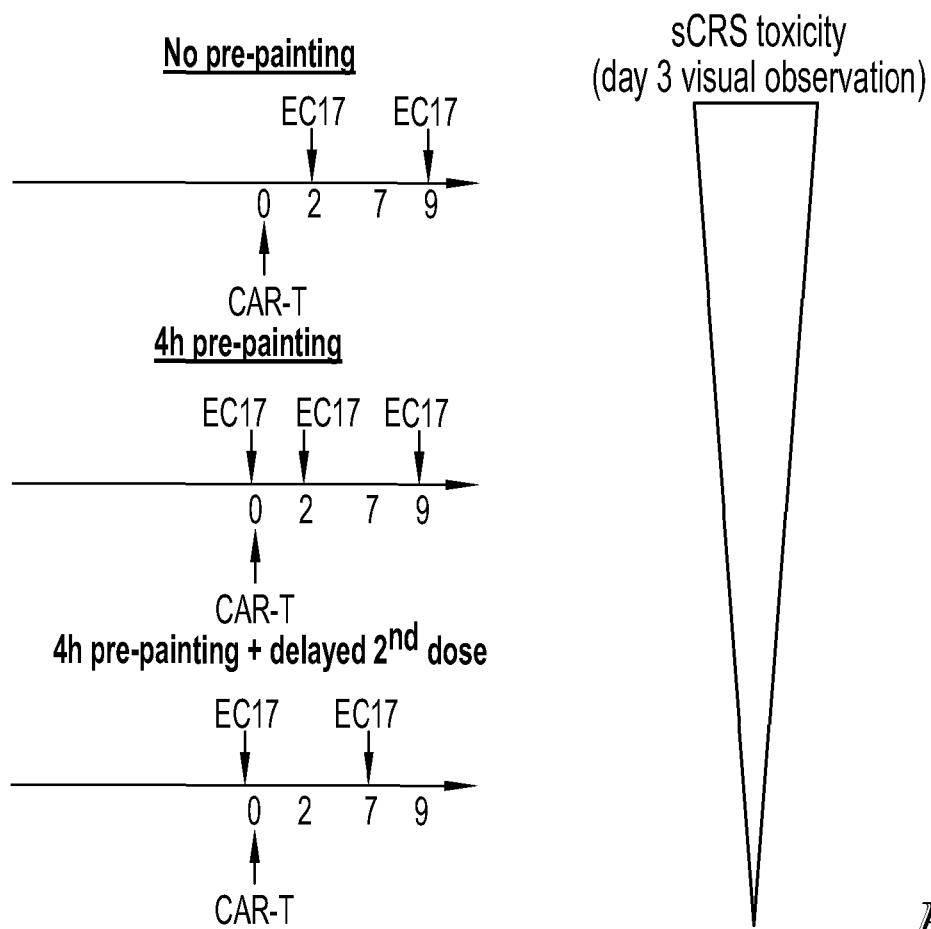 No pre-painting
EC17 EC17
0 2 7 9
CAR-T
4h pre-painting
EC17 EC17 EC17
0 2 7 9
CAR-T
4h pre-painting + delayed 2nd dose
EC17 EC17
0 2 7 9
CAR-T
sCRS toxicity
(day 3 visual observation)